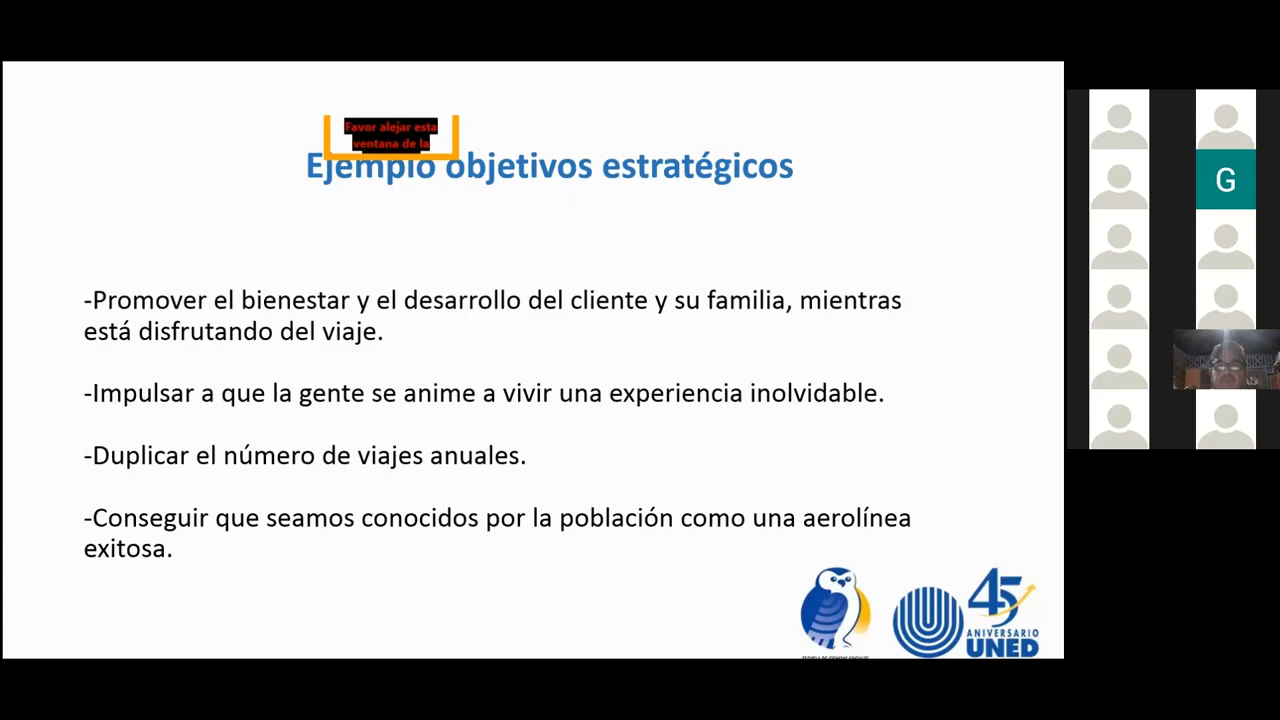 Favor alejar esta
ventana de la
Ejemplo objetivos estratégicos
G
-Promover el bienestar y el desarrollo del cliente y su familia, mientras
está disfrutando del viaje.
-Impulsar a que la gente se anime a vivir una experiencia inolvidable.
-Duplicar el número de viajes anuales.
-Conseguir que seamos conocidos por la población como una aerolínea
exitosa.
45
ANIVERSARIO
UNED